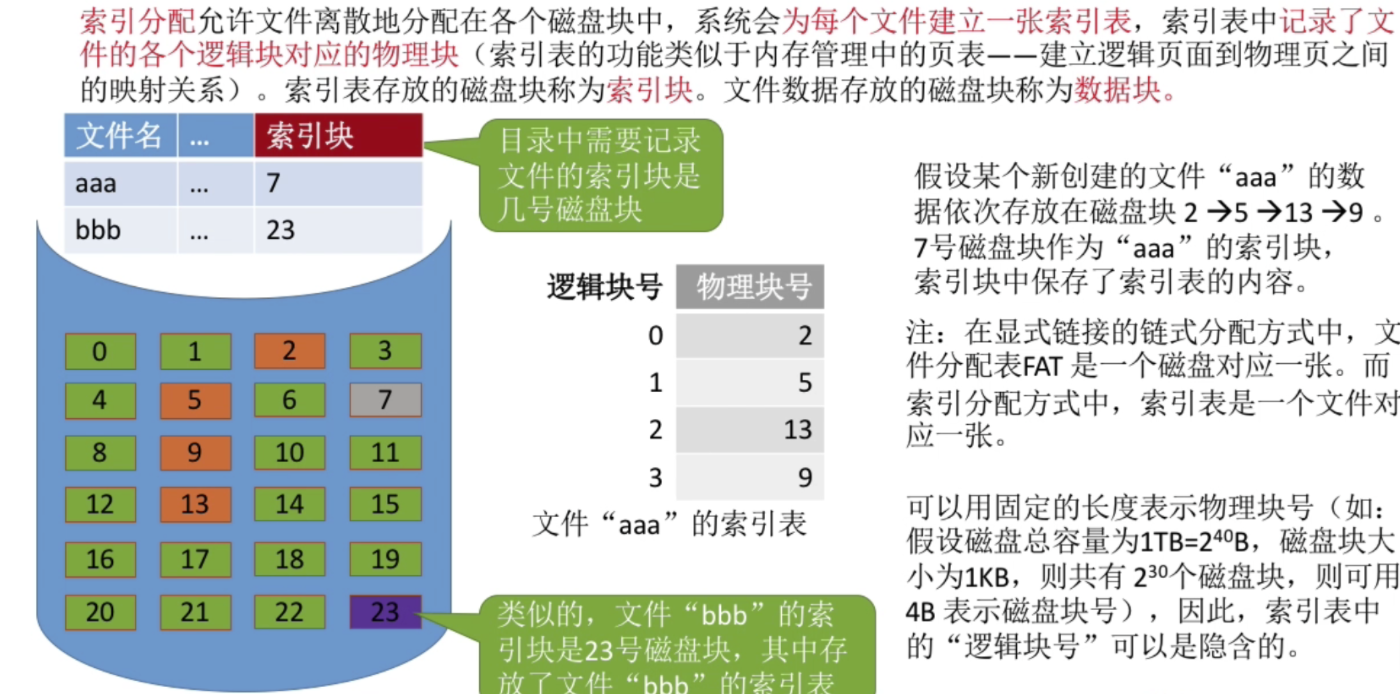 索引分配允许文件离散地分配在各个磁盘块中，系统会为每个文件建立一张索引表，索引表中记录了文
件的各个逻辑块对应的物理块（索引表的功能类似于内存管理中的页表——建立逻辑页面到物理页之间
的映射关系）。索引表存放的磁盘块称为索引块。文件数据存放的磁盘块称为数据块。
文件名 ... 索引块
aaa ... 7
bbb ... 23
目录中需要记录
文件的索引块是
几号磁盘块
0 1 2 3
4 5 6 7
8 9 10 11
12 13 14 15
16 17 18 19
20 21 22 23
逻辑块号 物理块号
0 2
1 5
2 13
3 9
文件“aaa”的索引表
类似的，文件“bbb”的索
引块是23号磁盘块，其中存
放了文件“bbb”的索引表
假设某个新创建的文件“aaa”的数
据依次存放在磁盘块 2 →5 →13 →9 。
7号磁盘块作为“aaa”的索引块，
索引块中保存了索引表的内容。
注：在显式链接的链式分配方式中，文
件分配表FAT 是一个磁盘对应一张。而
索引分配方式中，索引表是一个文件对
应一张。
可以用固定的长度表示物理块号（如：
假设磁盘总容量为1TB=2⁴⁰B，磁盘块大
小为1KB，则共有 2³⁰个磁盘块，则可用
4B 表示磁盘块号），因此，索引表中
的“逻辑块号”可以是隐含的。